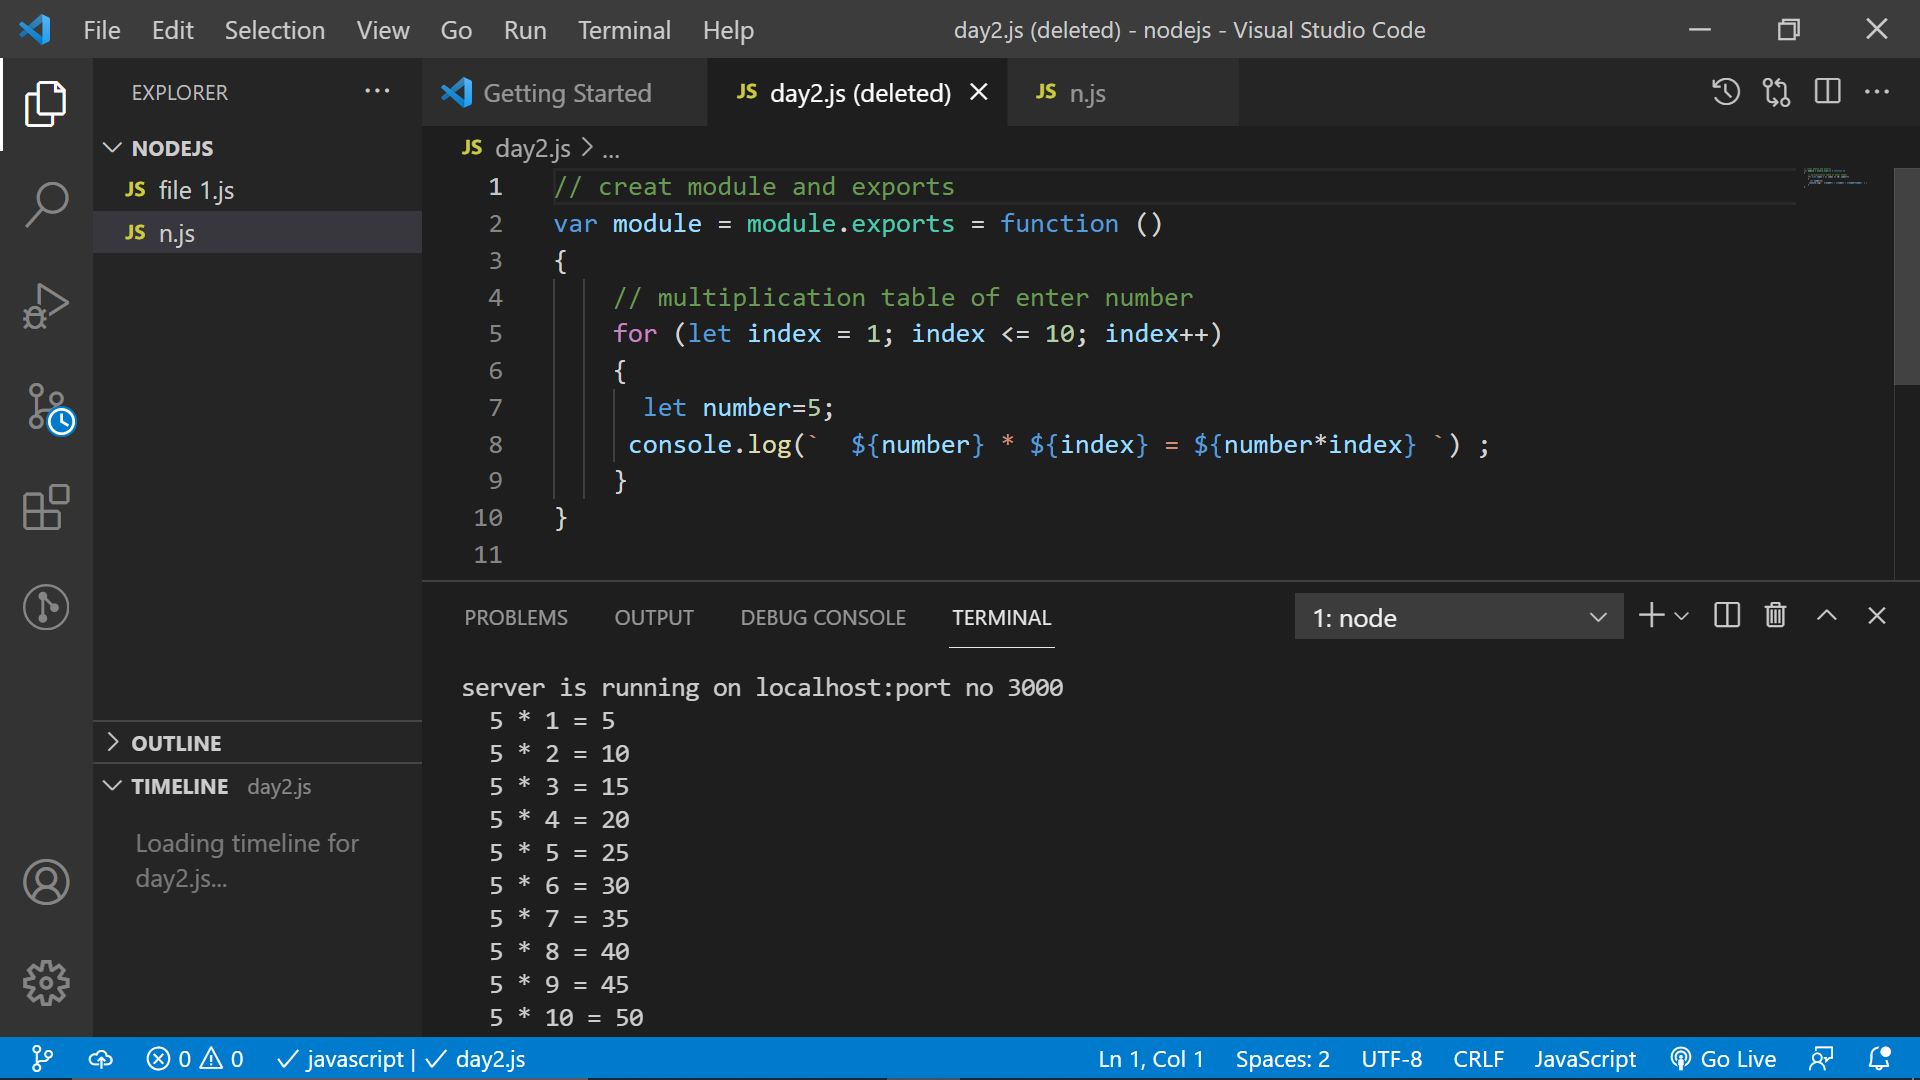 File Edit Selection View Go Run Terminal Help
day2.js (deleted) - nodejs - Visual Studio Code
EXPLORER
NODEJS
JS file 1.js
JS n.js
OUTLINE
TIMELINE day2.js
Loading timeline for
day2.js...
Getting Started
JS day2.js (deleted)
JS n.js
JS day2.js > ...
1 // creat module and exports
2 var module = module.exports = function ()
3 {
4 // multiplication table of enter number
5 for (let index = 1; index <= 10; index++)
6 {
7 let number=5;
8 console.log(`  ${number} * ${index} = ${number*index} `) ;
9 }
10 }
11
PROBLEMS OUTPUT DEBUG CONSOLE TERMINAL
1: node
server is running on localhost:port no 3000
5 * 1 = 5
5 * 2 = 10
5 * 3 = 15
5 * 4 = 20
5 * 5 = 25
5 * 6 = 30
5 * 7 = 35
5 * 8 = 40
5 * 9 = 45
5 * 10 = 50
0 0 javascript | day2.js
Ln 1, Col 1 Spaces: 2 UTF-8 CRLF JavaScript Go Live